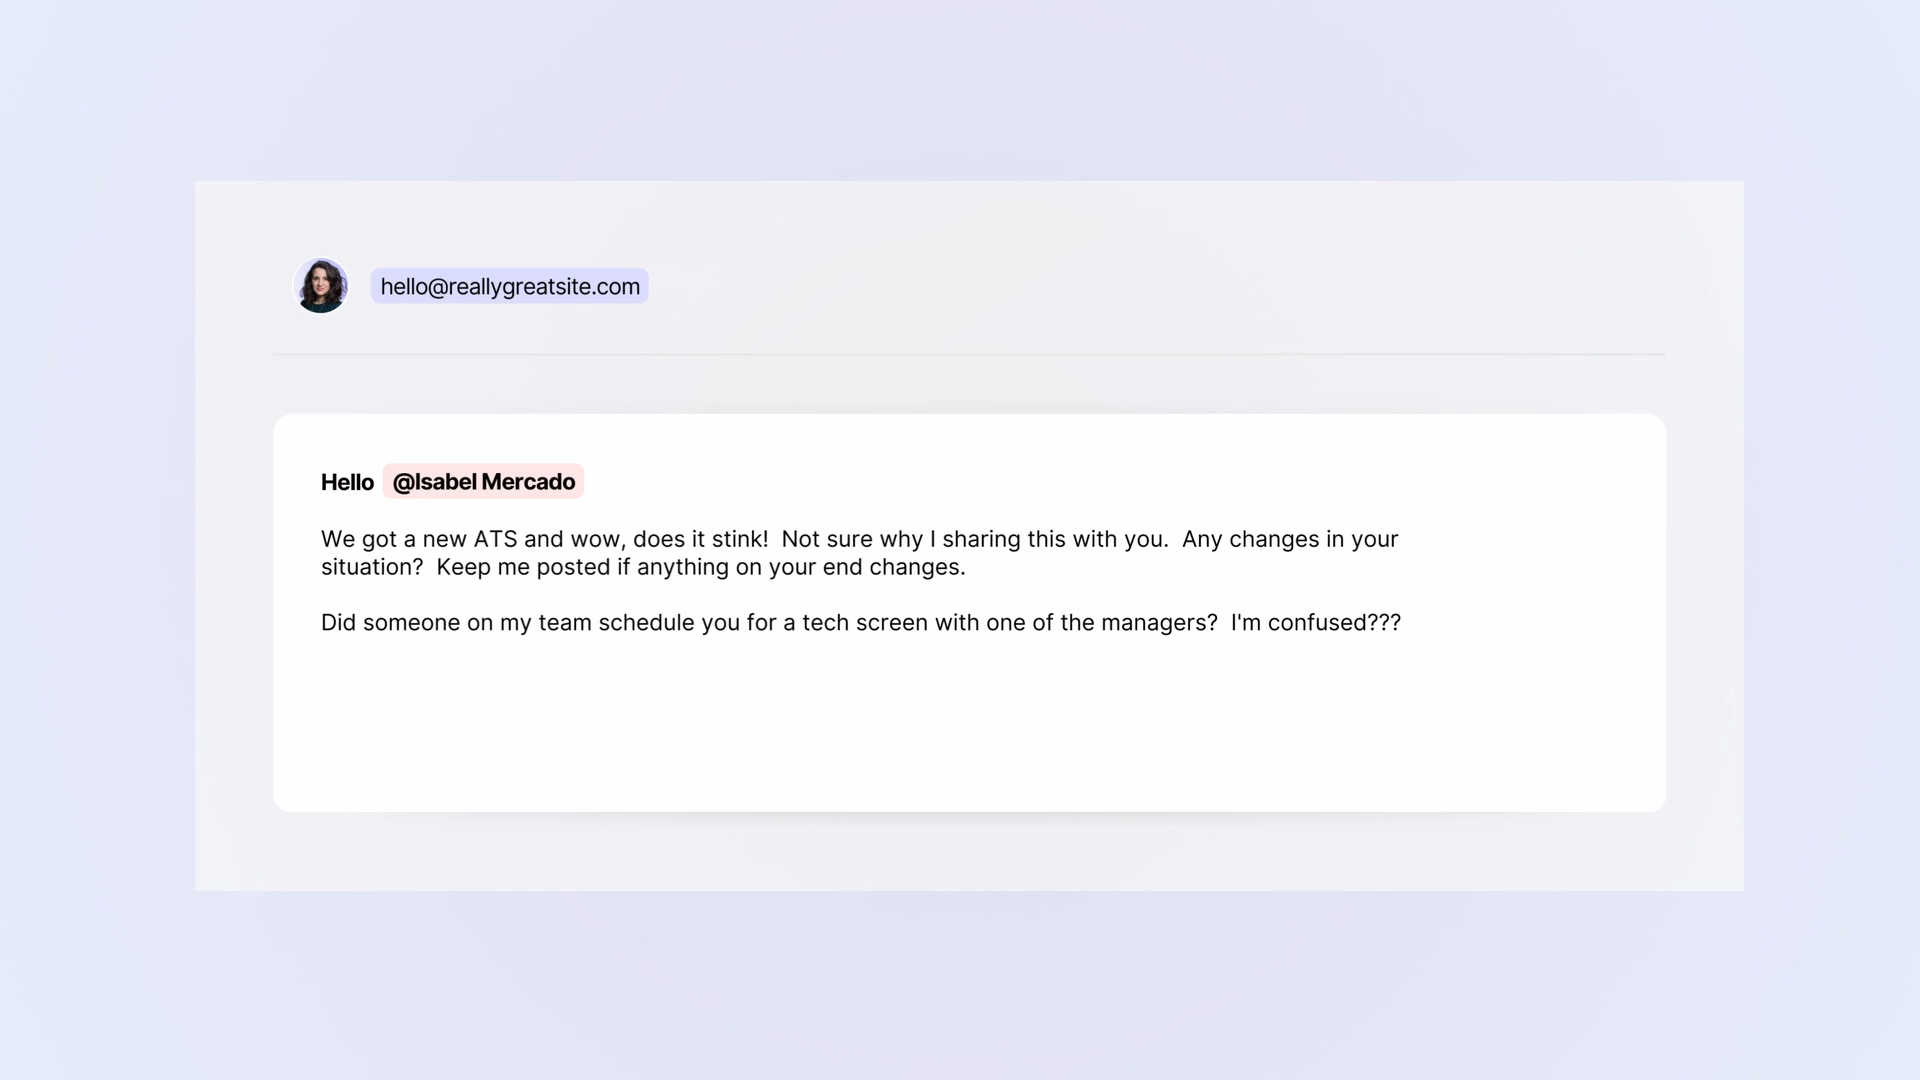 hello@reallygreatsite.com
Hello @Isabel Mercado
We got a new ATS and wow, does it stink!  Not sure why I sharing this with you.  Any changes in your
situation?  Keep me posted if anything on your end changes.
Did someone on my team schedule you for a tech screen with one of the managers?  I'm confused???